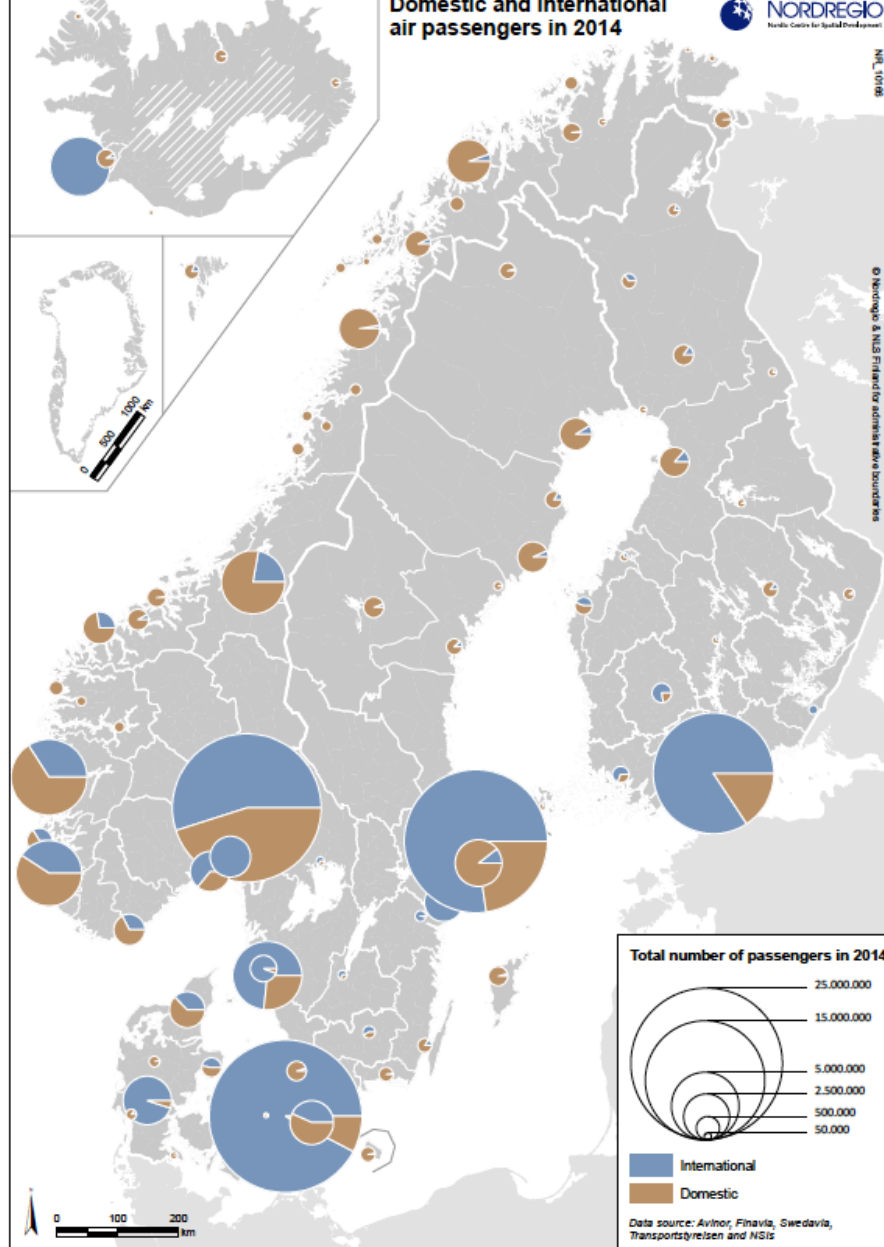 Domestic and international
air passengers in 2014
NORDREGIO
Nordic Centre for Spatial Development
NR_10166
© Nordregio & NLS Finland for administrative boundaries
0 500 1000
km
0 100 200
km
Total number of passengers in 2014
25.000.000
15.000.000
5.000.000
2.500.000
500.000
50.000
International
Domestic
Data source: Avinor, Finavia, Swedavia,
Transportstyrelsen and NSIs